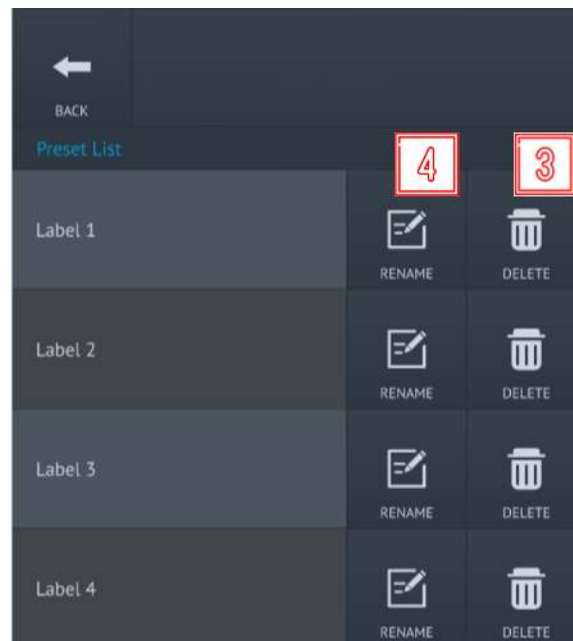 BACK
Preset List
4 3
Label 1
RENAME DELETE
Label 2
RENAME DELETE
Label 3
RENAME DELETE
Label 4
RENAME DELETE